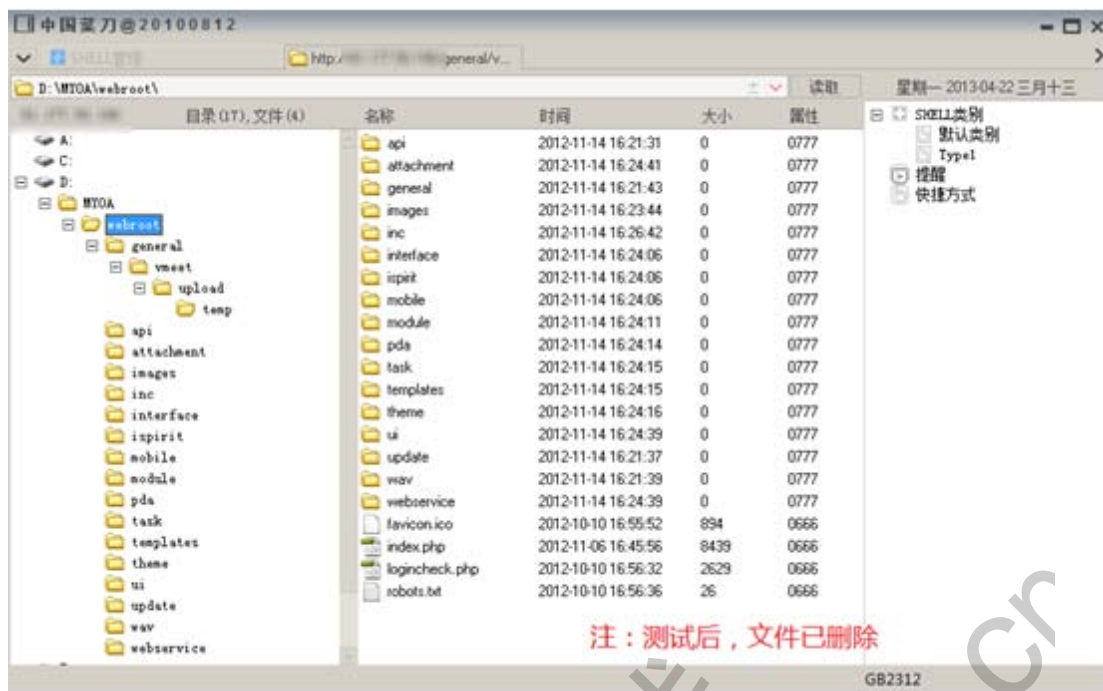 中国菜刀@20100812
SHELL管理
http:/ general/v...
D:\MYOA\webroot\
读取
星期一 2013-04-22 三月十三
目录(17),文件(4)
名称 时间 大小 属性
A:
C:
D:
MYOA
webroot
general
vmeet
upload
temp
api
attachment
images
inc
interface
ispirit
mobile
module
pda
task
templates
theme
ui
update
wav
webservice
api 2012-11-14 16:21:31 0 0777
attachment 2012-11-14 16:24:41 0 0777
general 2012-11-14 16:21:43 0 0777
images 2012-11-14 16:23:44 0 0777
inc 2012-11-14 16:26:42 0 0777
interface 2012-11-14 16:24:06 0 0777
ispirit 2012-11-14 16:24:06 0 0777
mobile 2012-11-14 16:24:06 0 0777
module 2012-11-14 16:24:11 0 0777
pda 2012-11-14 16:24:14 0 0777
task 2012-11-14 16:24:15 0 0777
templates 2012-11-14 16:24:15 0 0777
theme 2012-11-14 16:24:16 0 0777
ui 2012-11-14 16:24:39 0 0777
update 2012-11-14 16:21:37 0 0777
wav 2012-11-14 16:21:39 0 0777
webservice 2012-11-14 16:24:39 0 0777
favicon.ico 2012-10-10 16:55:52 894 0666
index.php 2012-11-06 16:45:56 8439 0666
logincheck.php 2012-10-10 16:56:32 2629 0666
robots.txt 2012-10-10 16:56:36 26 0666
SHELL类别
默认类别
Type1
提醒
快捷方式
注：测试后，文件已删除
GB2312